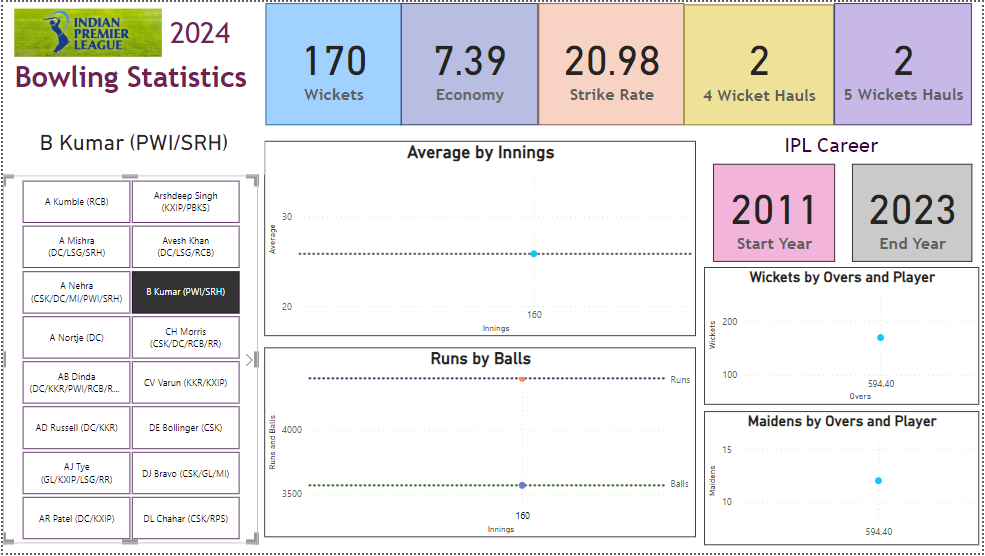 INDIAN
PREMIER
LEAGUE
2024
Bowling Statistics
170
Wickets
7.39
Economy
20.98
Strike Rate
2
4 Wicket Hauls
2
5 Wickets Hauls
B Kumar (PWI/SRH)
A Kumble (RCB)
Arshdeep Singh
(KXIP/PBKS)
A Mishra
(DC/LSG/SRH)
Avesh Khan
(DC/LSG/RCB)
A Nehra
(CSK/DC/MI/PWI/SRH)
B Kumar (PWI/SRH)
A Nortje (DC)
CH Morris
(CSK/DC/RCB/RR)
AB Dinda
(DC/KKR/PWI/RCB/R...
CV Varun (KKR/KXIP)
AD Russell (DC/KKR)
DE Bollinger (CSK)
AJ Tye
(GL/KXIP/LSG/RR)
DJ Bravo (CSK/GL/MI)
AR Patel (DC/KXIP)
DL Chahar (CSK/RPS)
Average by Innings
Average
30
20
160
Innings
Runs by Balls
Runs and Balls
Runs
4000
Balls
3500
160
Innings
IPL Career
2011
Start Year
2023
End Year
Wickets by Overs and Player
Wickets
200
100
594.40
Overs
Maidens by Overs and Player
Maidens
15
10
594.40